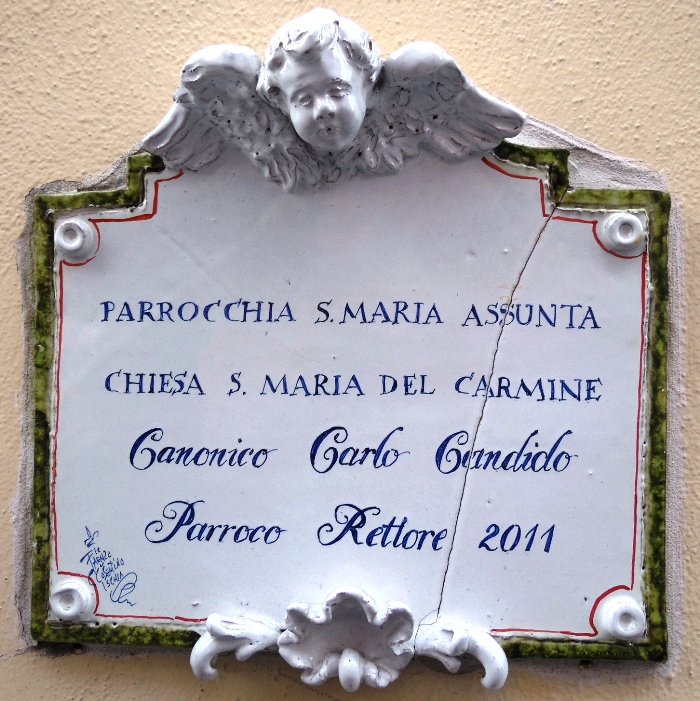 PARROCCHIA S. MARIA ASSUNTA
CHIESA S. MARIA DEL CARMINE
Canonico Carlo Candido
Parroco Rettore 2011